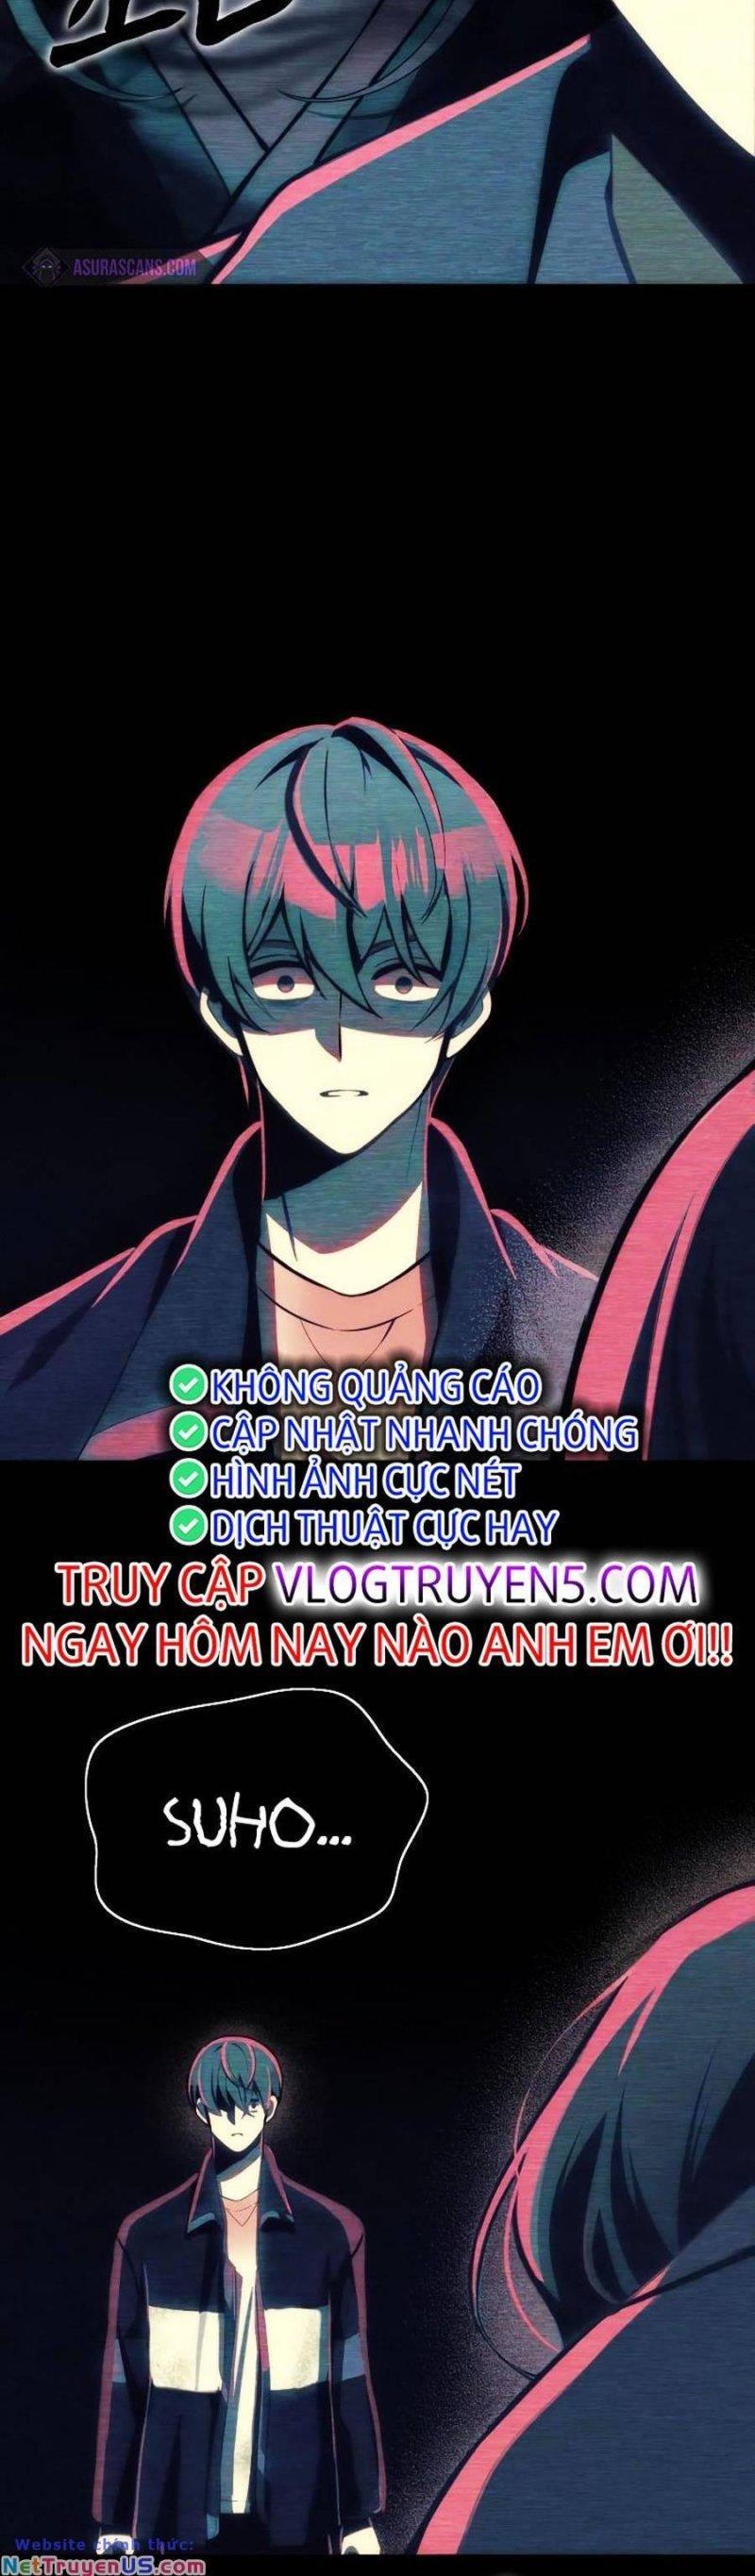 ASURASCANS.COM
KHÔNG QUẢNG CÁO
CẬP NHẬT NHANH CHÓNG
HÌNH ẢNH CỰC NÉT
DỊCH THUẬT CỰC HAY
TRUY CẬP VLOGTRUYEN5.COM
NGAY HÔM NAY NÀO ANH EM ƠI!!
SUHO...
Website chính thức:
NetTruyenUS.com